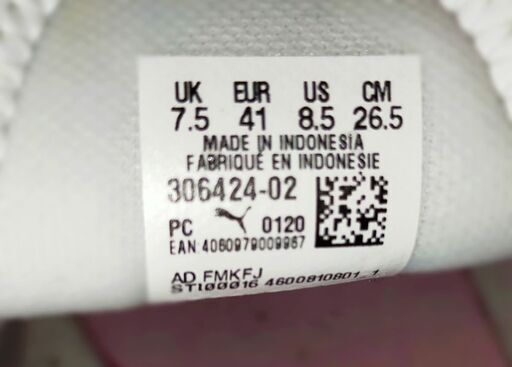 UK EUR US CM
7.5 41 8.5 26.5
MADE IN INDONESIA
FABRIQUÉ EN INDONESIE
306424-02
PC 0120
EAN: 4060979009967
AD FMKFJ
STI00016 4600810801-1